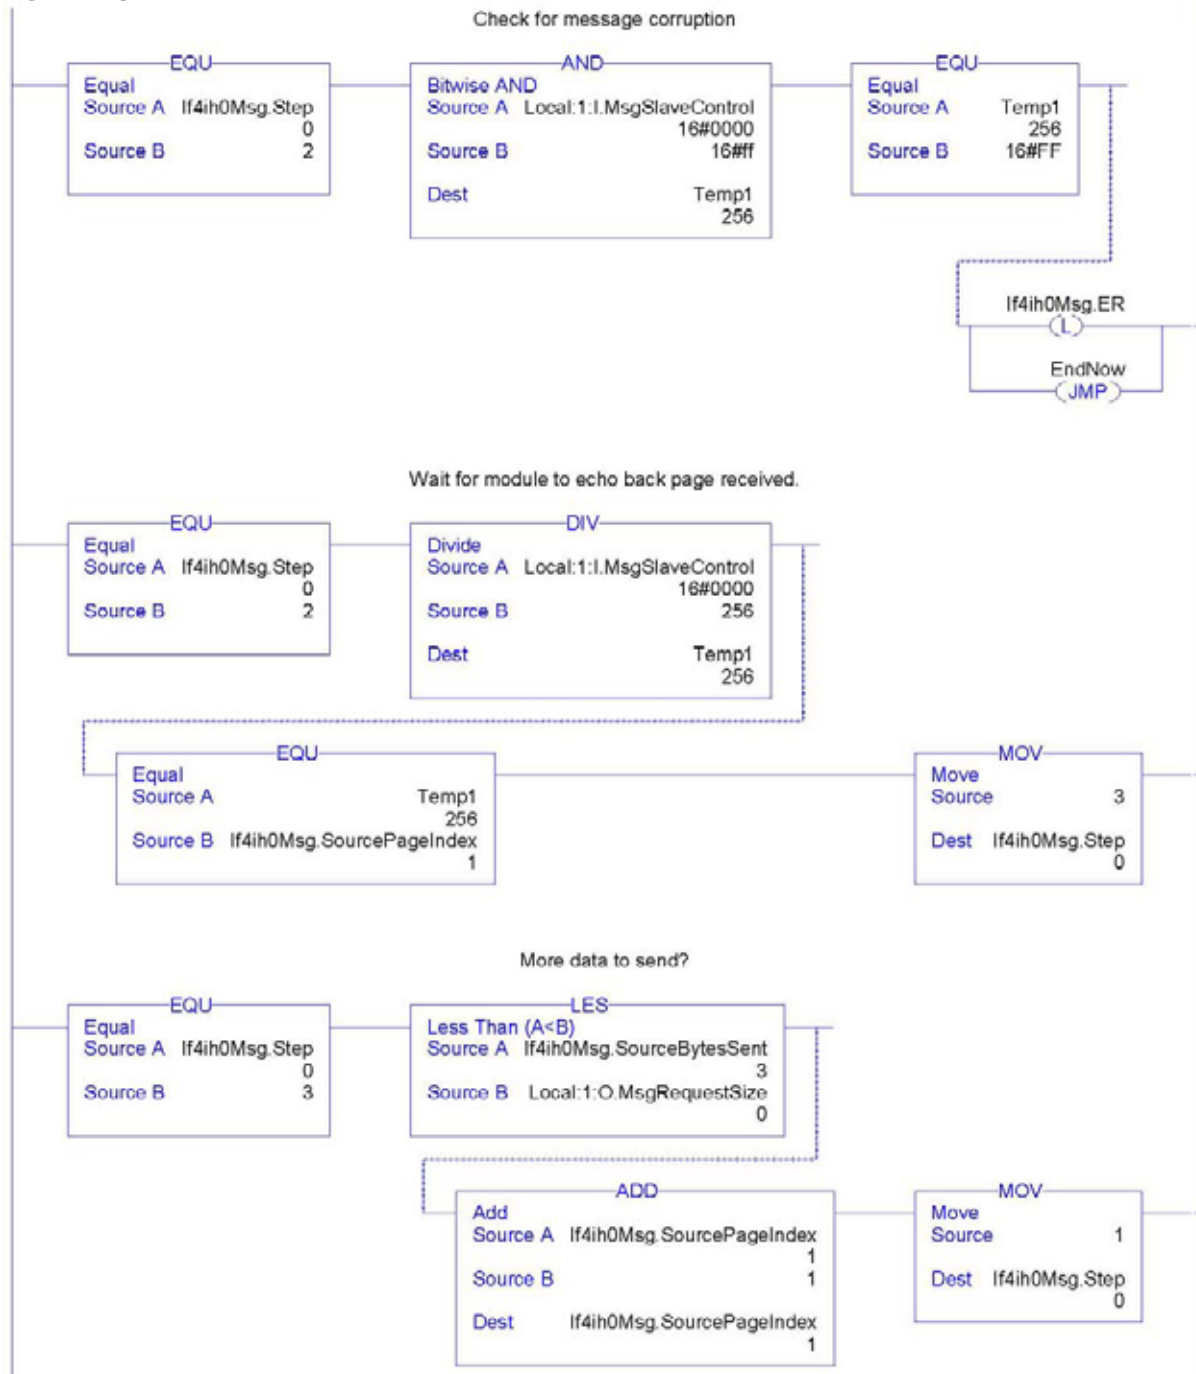 Check for message corruption
EQU
Equal
Source A If4ih0Msg.Step
0
Source B 2
AND
Bitwise AND
Source A Local:1:I.MsgSlaveControl
16#0000
Source B 16#ff
Dest Temp1
256
EQU
Equal
Source A Temp1
256
Source B 16#FF
If4ih0Msg.ER
(L)
EndNow
(JMP)
Wait for module to echo back page received.
EQU
Equal
Source A If4ih0Msg.Step
0
Source B 2
DIV
Divide
Source A Local:1:I.MsgSlaveControl
16#0000
Source B 256
Dest Temp1
256
EQU
Equal
Source A Temp1
256
Source B If4ih0Msg.SourcePageIndex
1
MOV
Move
Source 3
Dest If4ih0Msg.Step
0
More data to send?
EQU
Equal
Source A If4ih0Msg.Step
0
Source B 3
LES
Less Than (A<B)
Source A If4ih0Msg.SourceBytesSent
3
Source B Local:1:O.MsgRequestSize
0
ADD
Add
Source A If4ih0Msg.SourcePageIndex
1
Source B 1
Dest If4ih0Msg.SourcePageIndex
1
MOV
Move
Source 1
Dest If4ih0Msg.Step
0